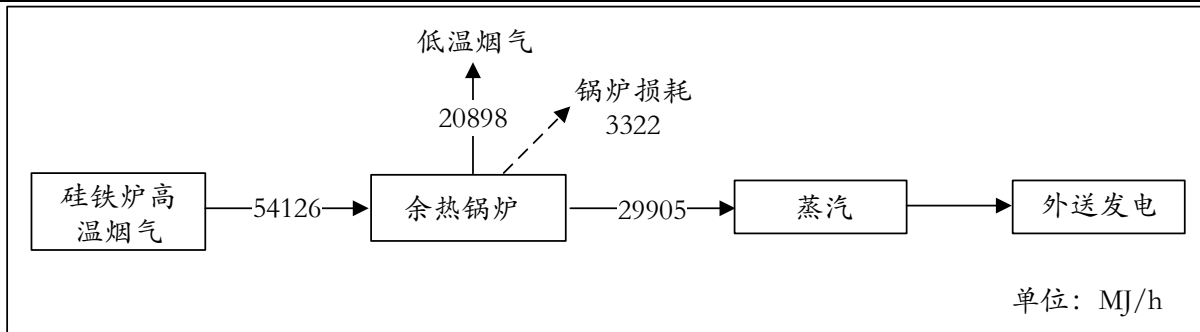 低温烟气
20898
锅炉损耗
3322
硅铁炉高
温烟气
54126
余热锅炉
29905
蒸汽
外送发电
单位：MJ/h